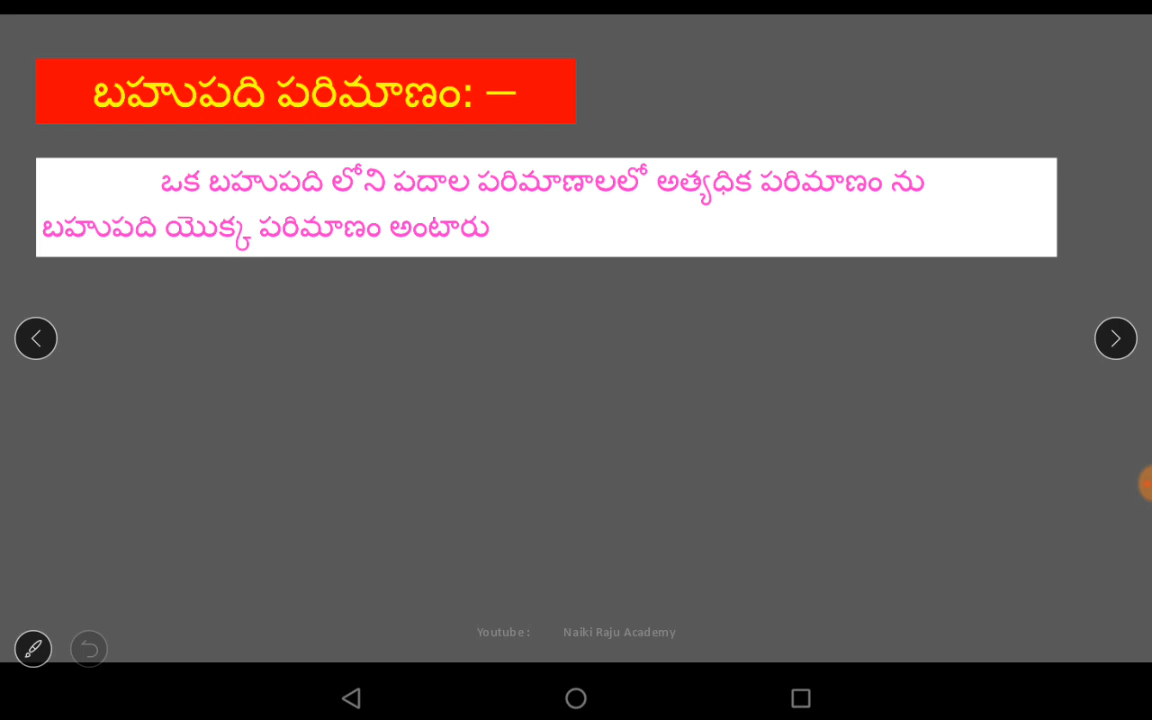 బహుపది పరిమాణం: –
ఒక బహుపది లోని పదాల పరిమాణాలలో అత్యధిక పరిమాణం ను
బహుపది యొక్క పరిమాణం అంటారు
Youtube : Naiki Raju Academy